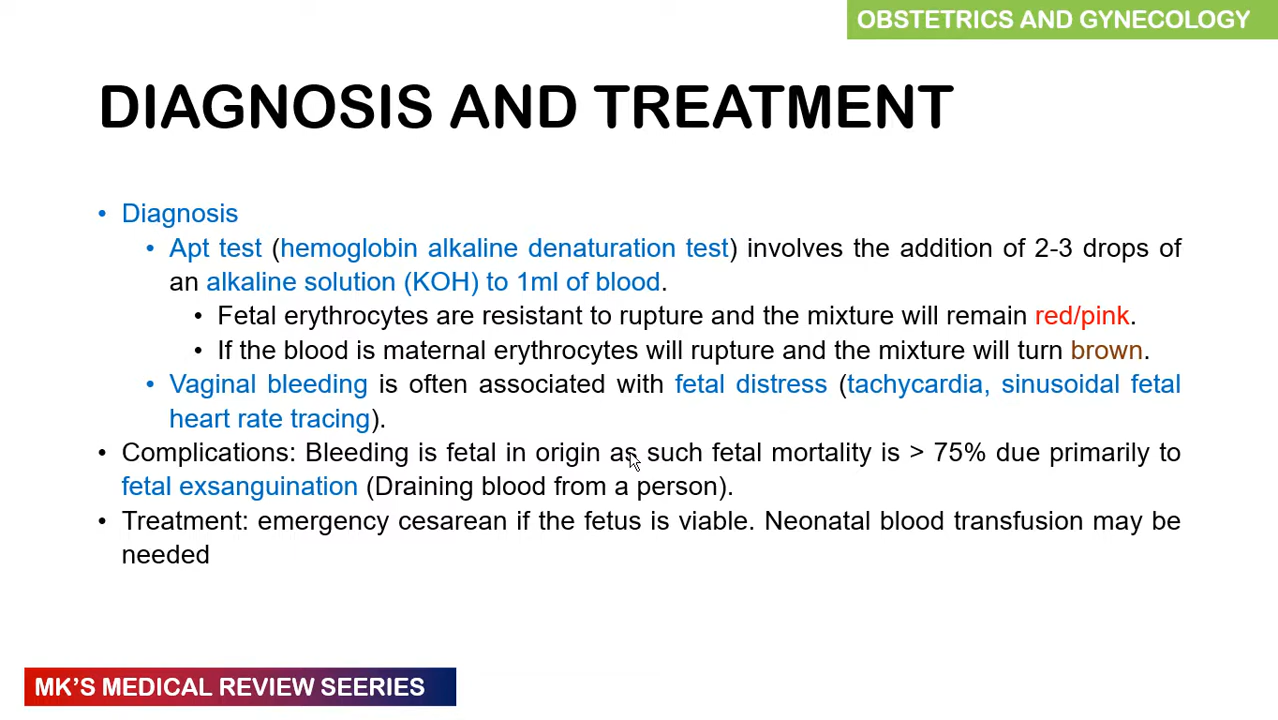 OBSTETRICS AND GYNECOLOGY
DIAGNOSIS AND TREATMENT
• Diagnosis
• Apt test (hemoglobin alkaline denaturation test) involves the addition of 2-3 drops of
an alkaline solution (KOH) to 1ml of blood.
• Fetal erythrocytes are resistant to rupture and the mixture will remain red/pink.
• If the blood is maternal erythrocytes will rupture and the mixture will turn brown.
• Vaginal bleeding is often associated with fetal distress (tachycardia, sinusoidal fetal
heart rate tracing).
• Complications: Bleeding is fetal in origin as such fetal mortality is > 75% due primarily to
fetal exsanguination (Draining blood from a person).
• Treatment: emergency cesarean if the fetus is viable. Neonatal blood transfusion may be
needed
MK'S MEDICAL REVIEW SEERIES